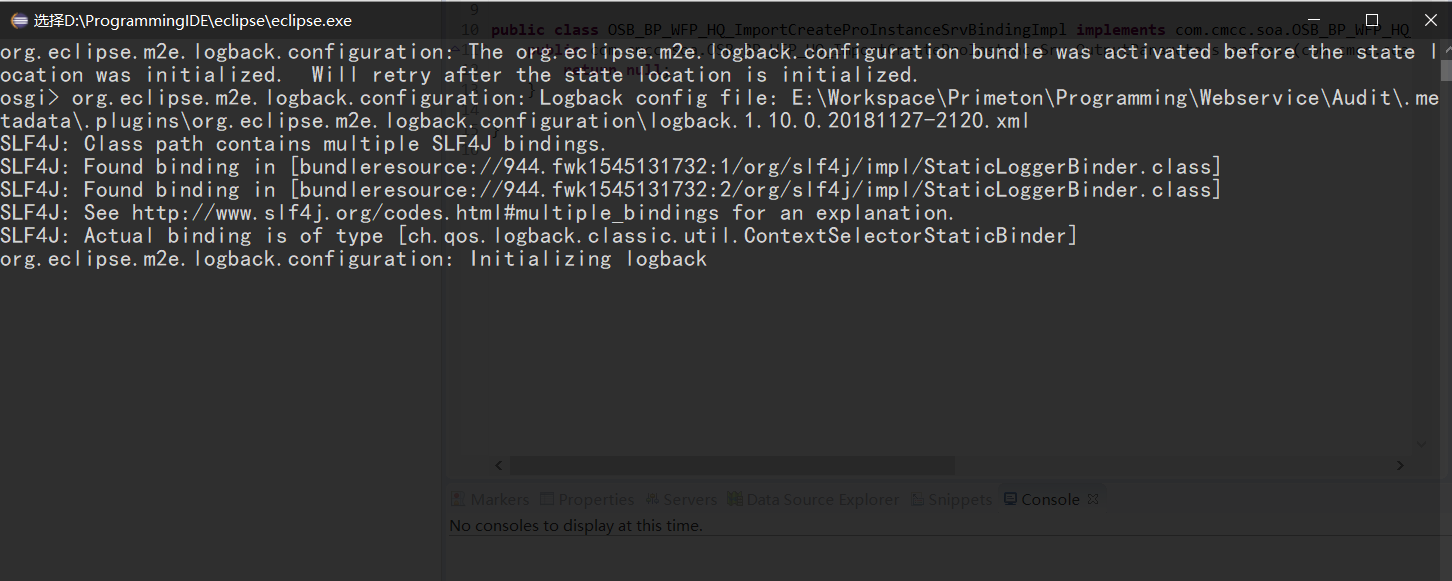 选择D:\ProgrammingIDE\eclipse\eclipse.exe
9
10 public class OSB_BP_WFP_HQ_ImportCreateProInstanceSrvBindingImpl implements com.cmcc.soa.OSB_BP_WFP_HQ
org.eclipse.m2e.logback.configuration: The org.eclipse.m2e.logback.configuration bundle was activated before the state l
ocation was initialized.  Will retry after the state location is initialized.
return null;
osgi> org.eclipse.m2e.logback.configuration: Logback config file: E:\Workspace\Primeton\Programming\Webservice\Audit\.me
tadata\.plugins\org.eclipse.m2e.logback.configuration\logback.1.10.0.20181127-2120.xml
SLF4J: Class path contains multiple SLF4J bindings.
SLF4J: Found binding in [bundleresource://944.fwk1545131732:1/org/slf4j/impl/StaticLoggerBinder.class]
SLF4J: Found binding in [bundleresource://944.fwk1545131732:2/org/slf4j/impl/StaticLoggerBinder.class]
SLF4J: See http://www.slf4j.org/codes.html#multiple_bindings for an explanation.
SLF4J: Actual binding is of type [ch.qos.logback.classic.util.ContextSelectorStaticBinder]
org.eclipse.m2e.logback.configuration: Initializing logback
Markers Properties Servers Data Source Explorer Snippets Console
No consoles to display at this time.